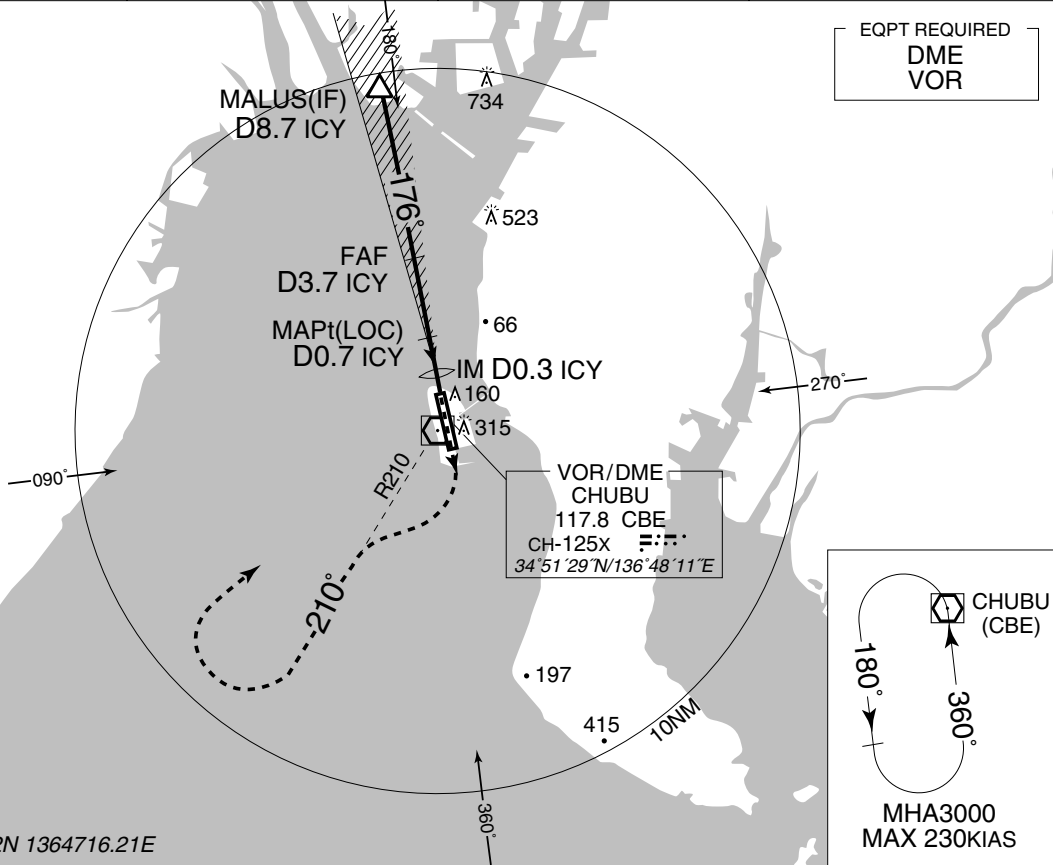 EQPT REQUIRED
DME
VOR
180°
MALUS(IF)
D8.7 ICY
734
176°
523
FAF
D3.7 ICY
66
MAPt(LOC)
D0.7 ICY
IM D0.3 ICY
270°
160
315
090°
R210
VOR/DME
CHUBU
117.8 CBE
CH-125X
34°51´29˝N/136°48´11˝E
210°
197
415
10NM
360°
CHUBU
(CBE)
180°
360°
MHA3000
MAX 230KIAS
N 1364716.21E